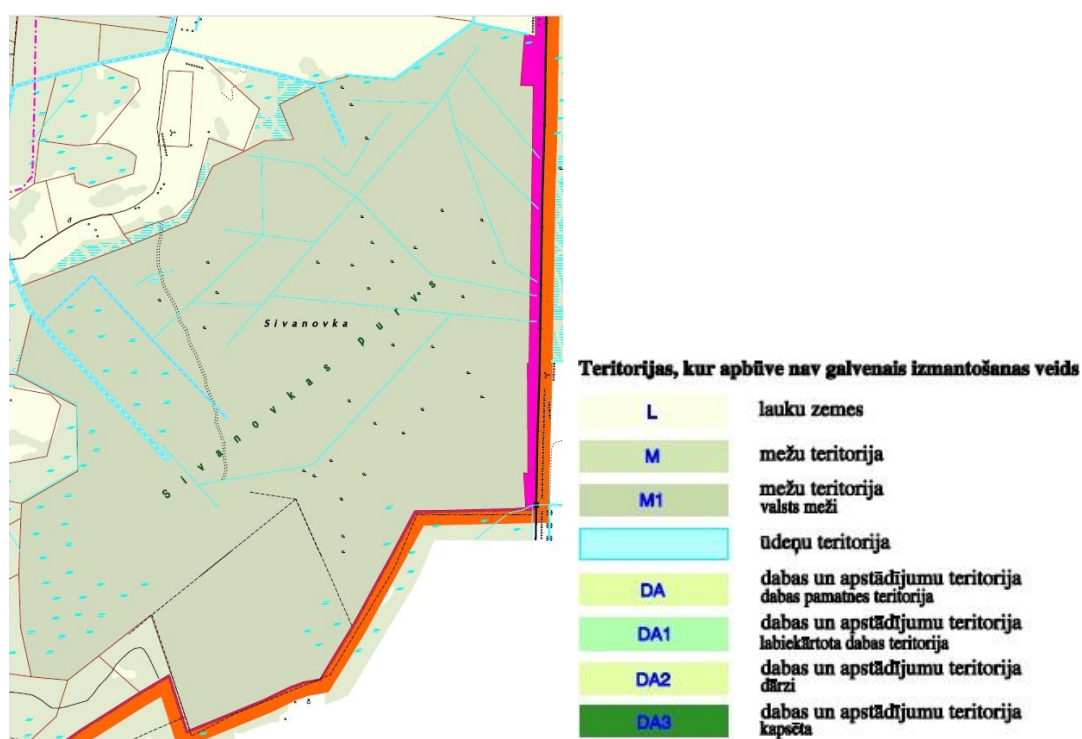 Sivanovka
Sivanovkas purvs
Teritorijas, kur apbūve nav galvenais izmantošanas veids
L lauku zemes
M mežu teritorija
M1 mežu teritorija
valsts meži
ūdeņu teritorija
DA dabas un apstādījumu teritorija
dabas pamatnes teritorija
DA1 dabas un apstādījumu teritorija
labiekārtota dabas teritorija
DA2 dabas un apstādījumu teritorija
dārzi
DA3 dabas un apstādījumu teritorija
kapsēta